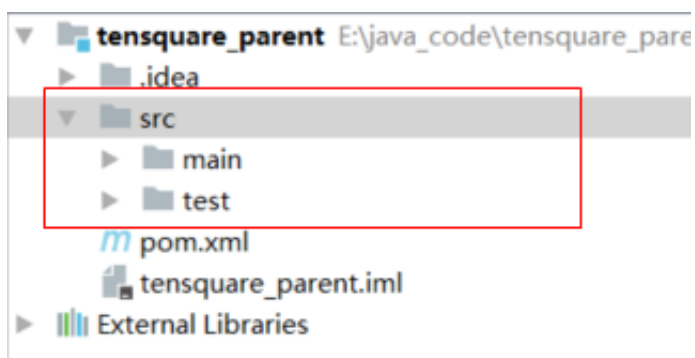 tensquare_parent E:\java_code\tensquare_pare
.idea
src
main
test
pom.xml
tensquare_parent.iml
External Libraries